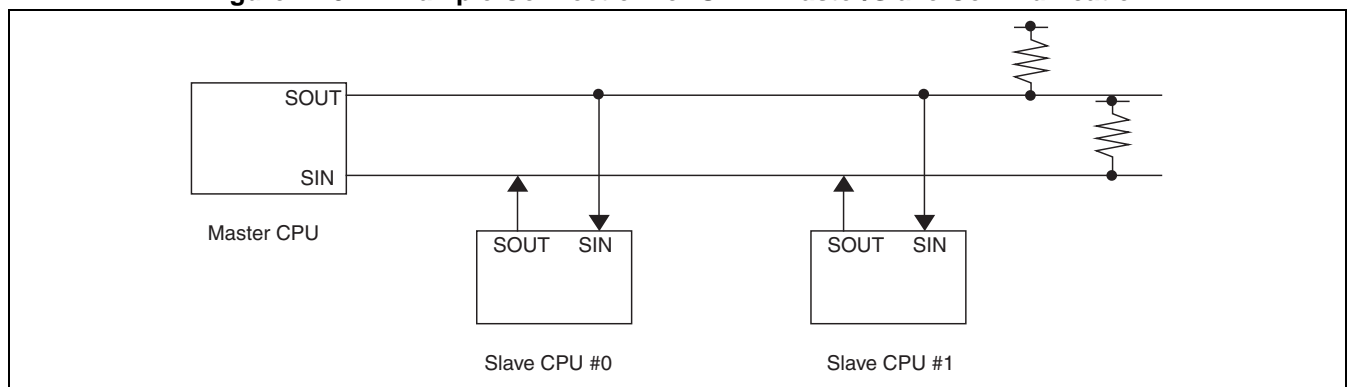 SOUT
SIN
Master CPU
SOUT SIN
SOUT SIN
Slave CPU #0
Slave CPU #1